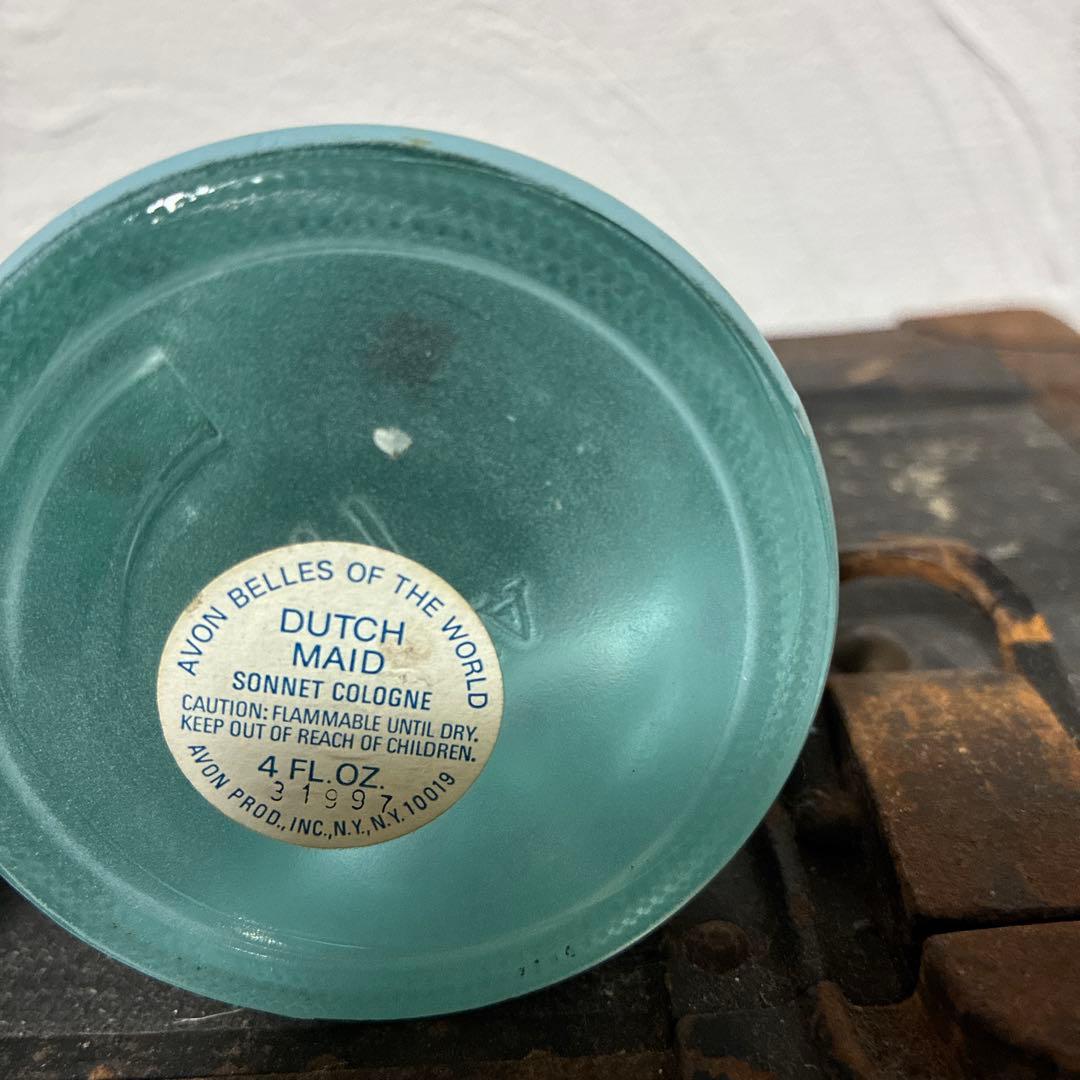 AVON BELLES OF THE WORLD
DUTCH
MAID
SONNET COLOGNE
CAUTION: FLAMMABLE UNTIL DRY.
KEEP OUT OF REACH OF CHILDREN.
4 FL. OZ.
31997
AVON PROD., INC., N.Y., N.Y. 10019